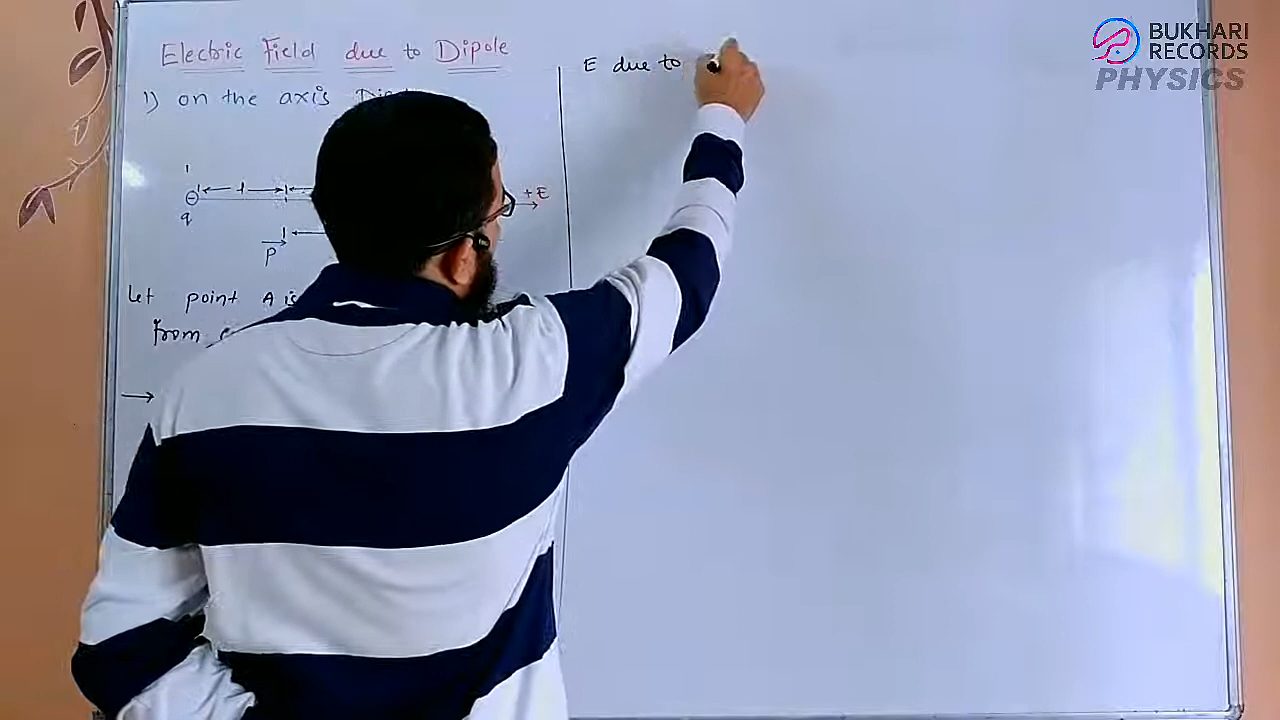 Electric Field due to Dipole
1) on the axis
E due to
l
+E
q
P
Let point A is
from
BUKHARI
RECORDS
PHYSICS